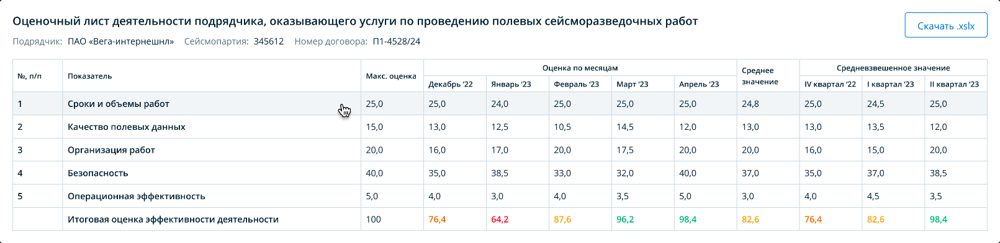 Оценочный лист деятельности подрядчика, оказывающего услуги по проведению полевых сейсморазведочных работ
Скачать .xslx
Подрядчик: ПАО «Вега-интернешнл» Сейсмопартия: 345612 Номер договора: П1-4528/24
№, п/п Показатель Макс. оценка Оценка по месяцам Среднее значение Средневзвешенное значение
Декабрь ‘22 Январь ‘23 Февраль ‘23 Март ‘23 Апрель ‘23 IV квартал ‘22 I квартал ‘23 II квартал ‘23
1 Сроки и объемы работ 25,0 25,0 24,0 25,0 25,0 25,0 24,8 25,0 24,5 25,0
2 Качество полевых данных 15,0 13,0 12,5 10,5 14,5 12,0 13,0 13,0 13,5 12,0
3 Организация работ 20,0 16,0 17,0 20,0 17,5 20,0 20,0 16,0 15,0 20,0
4 Безопасность 40,0 35,0 38,5 33,0 32,0 40,0 37,0 35,0 37,0 38,5
5 Операционная эффективность 5,0 4,0 3,0 4,0 3,5 5,0 3,0 4,0 4,5 3,5
Итоговая оценка эффективности деятельности 100 76,4 64,2 87,6 96,2 98,4 82,6 76,4 82,6 98,4